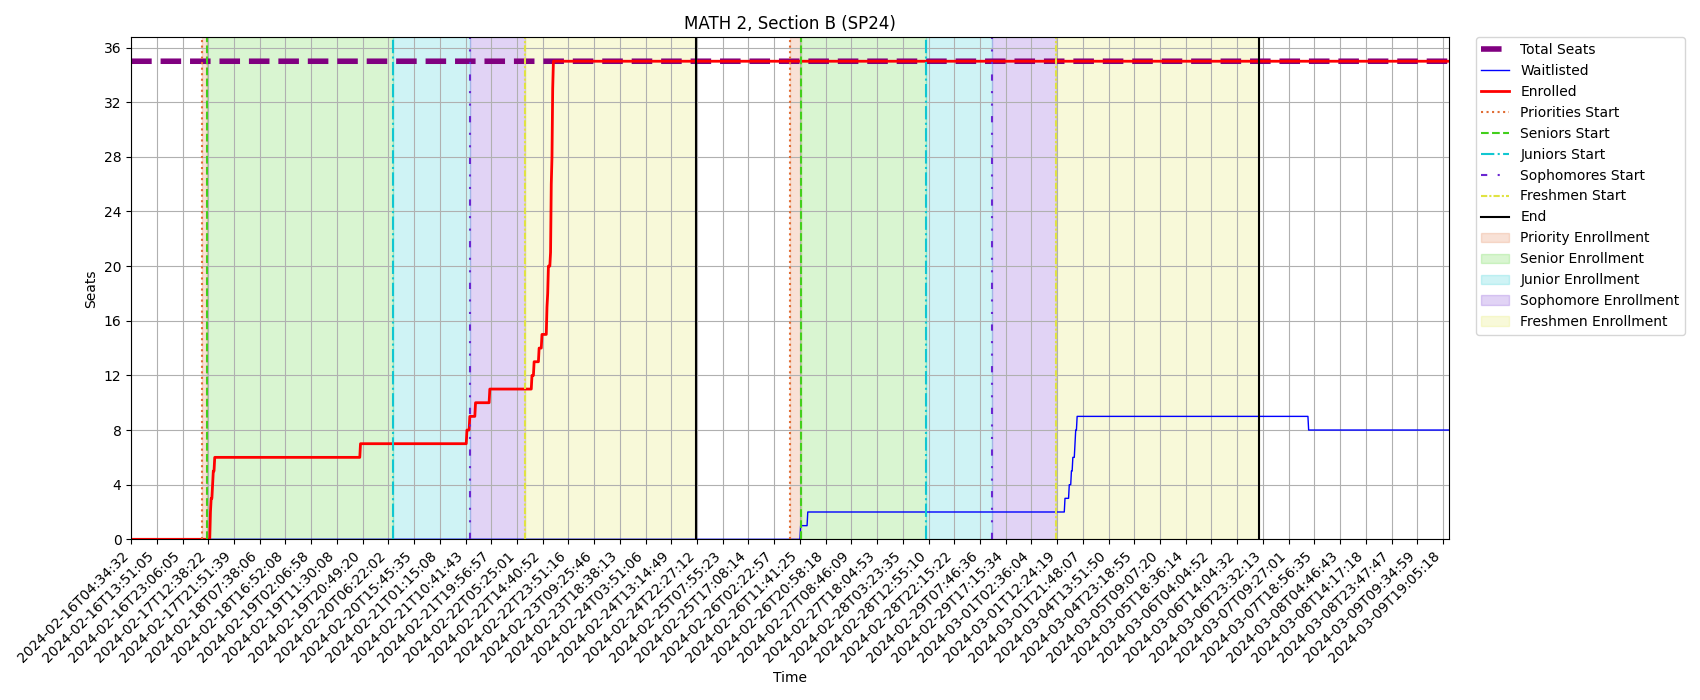 MATH 2, Section B (SP24)
36
32
28
24
20
16
12
8
4
0
Seats
2024-02-16T04:34:32
2024-02-16T13:51:05
2024-02-16T23:06:05
2024-02-17T12:38:22
2024-02-17T21:51:39
2024-02-18T07:38:06
2024-02-18T16:52:08
2024-02-19T02:06:58
2024-02-19T11:30:08
2024-02-19T20:49:20
2024-02-20T06:22:02
2024-02-20T15:45:35
2024-02-21T01:15:08
2024-02-21T10:41:43
2024-02-21T19:56:57
2024-02-22T05:25:01
2024-02-22T14:40:52
2024-02-22T23:51:16
2024-02-23T09:25:46
2024-02-23T18:38:13
2024-02-24T03:51:06
2024-02-24T13:14:49
2024-02-24T22:27:12
2024-02-25T07:55:23
2024-02-25T17:08:14
2024-02-26T02:22:57
2024-02-26T11:41:25
2024-02-26T20:58:18
2024-02-27T08:46:09
2024-02-27T18:04:53
2024-02-28T03:23:35
2024-02-28T12:55:10
2024-02-28T22:15:22
2024-02-29T07:46:36
2024-02-29T17:15:34
2024-03-01T02:36:04
2024-03-01T12:24:19
2024-03-01T21:48:07
2024-03-04T13:51:50
2024-03-04T23:18:55
2024-03-05T09:07:20
2024-03-05T18:36:14
2024-03-06T04:04:52
2024-03-06T14:04:32
2024-03-06T23:32:13
2024-03-07T09:27:01
2024-03-07T18:56:35
2024-03-08T04:46:43
2024-03-08T14:17:18
2024-03-08T23:47:47
2024-03-09T09:34:59
2024-03-09T19:05:18
Time
Total Seats
Waitlisted
Enrolled
Priorities Start
Seniors Start
Juniors Start
Sophomores Start
Freshmen Start
End
Priority Enrollment
Senior Enrollment
Junior Enrollment
Sophomore Enrollment
Freshmen Enrollment